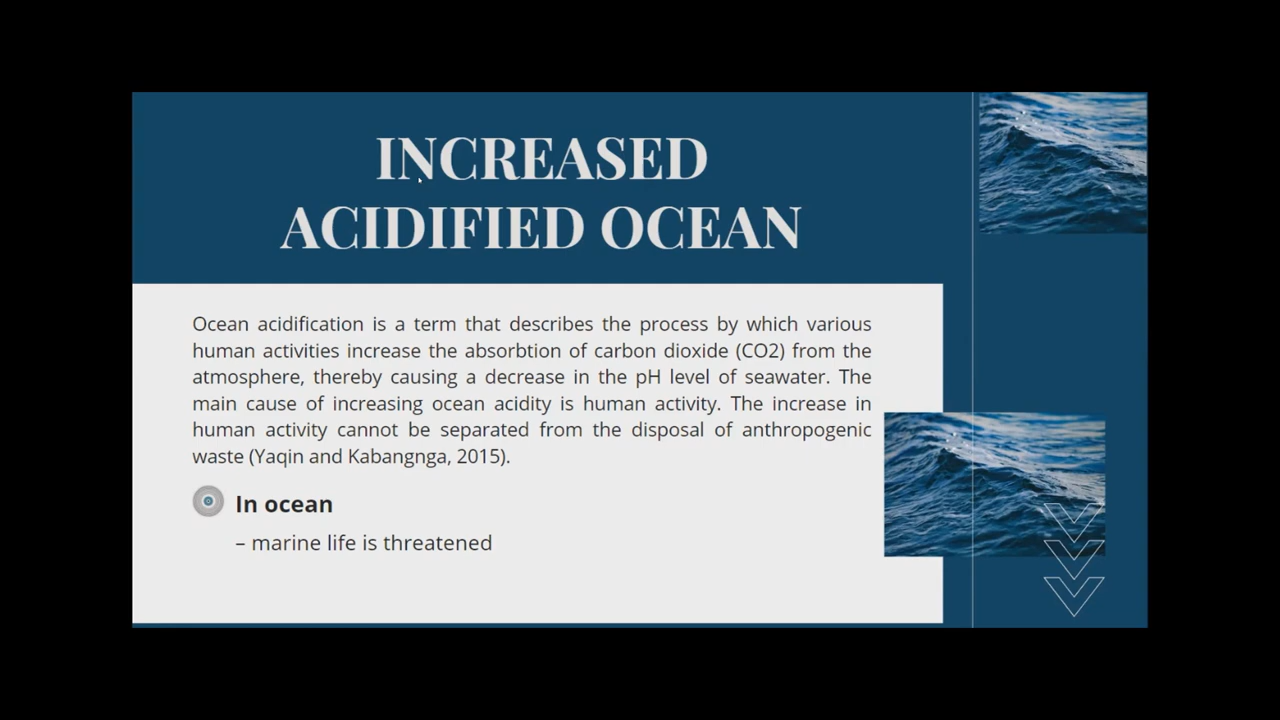 INCREASED
ACIDIFIED OCEAN
Ocean acidification is a term that describes the process by which various
human activities increase the absorbtion of carbon dioxide (CO2) from the
atmosphere, thereby causing a decrease in the pH level of seawater. The
main cause of increasing ocean acidity is human activity. The increase in
human activity cannot be separated from the disposal of anthropogenic
waste (Yaqin and Kabangnga, 2015).
In ocean
– marine life is threatened